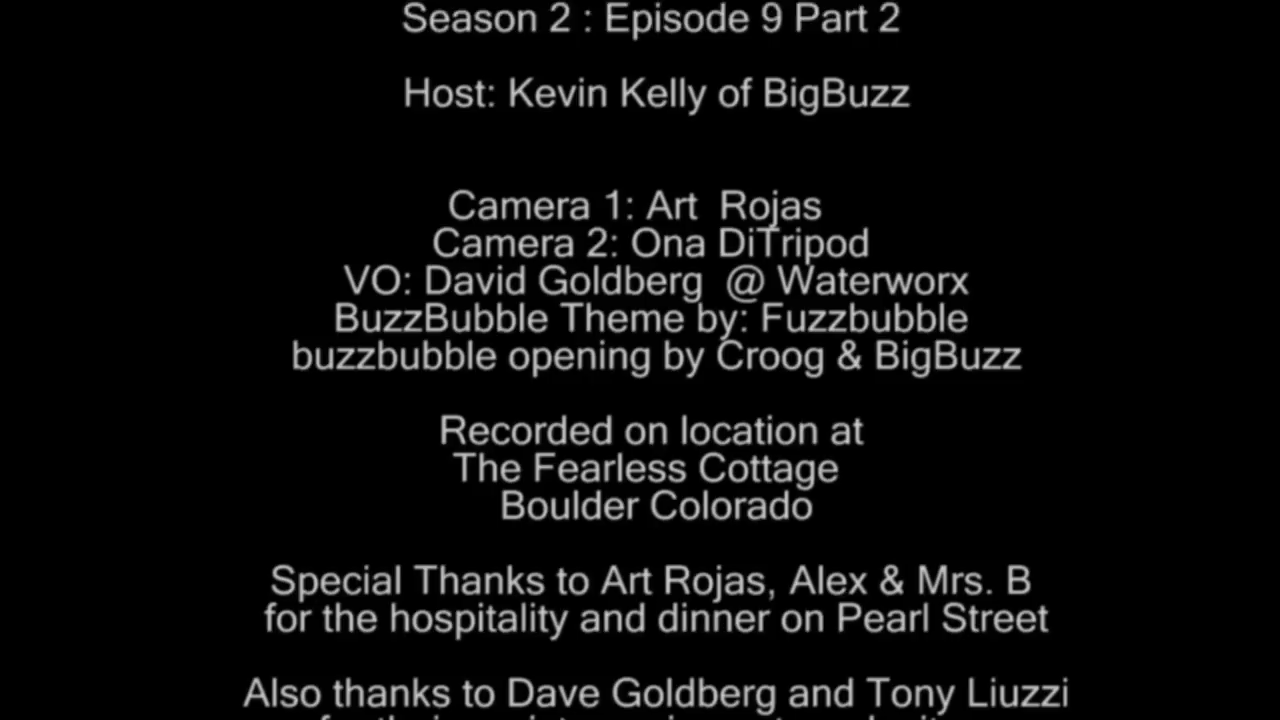 Season 2 : Episode 9 Part 2
Host: Kevin Kelly of BigBuzz
Camera 1: Art  Rojas
Camera 2: Ona DiTripod
VO: David Goldberg  @ Waterworx
BuzzBubble Theme by: Fuzzbubble
buzzbubble opening by Croog & BigBuzz
Recorded on location at
The Fearless Cottage
Boulder Colorado
Special Thanks to Art Rojas, Alex & Mrs. B
for the hospitality and dinner on Pearl Street
Also thanks to Dave Goldberg and Tony Liuzzi